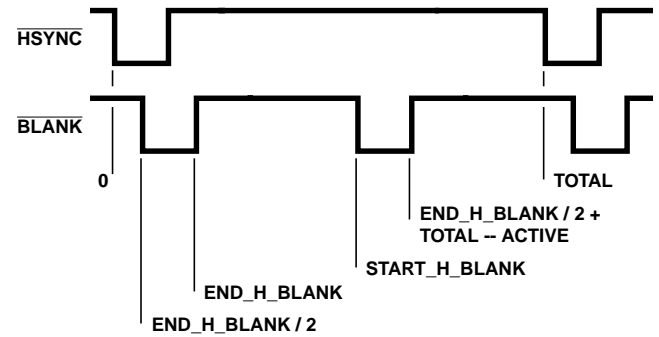 HSYNC
BLANK
0
TOTAL
END_H_BLANK / 2 +
TOTAL -- ACTIVE
START_H_BLANK
END_H_BLANK
END_H_BLANK / 2